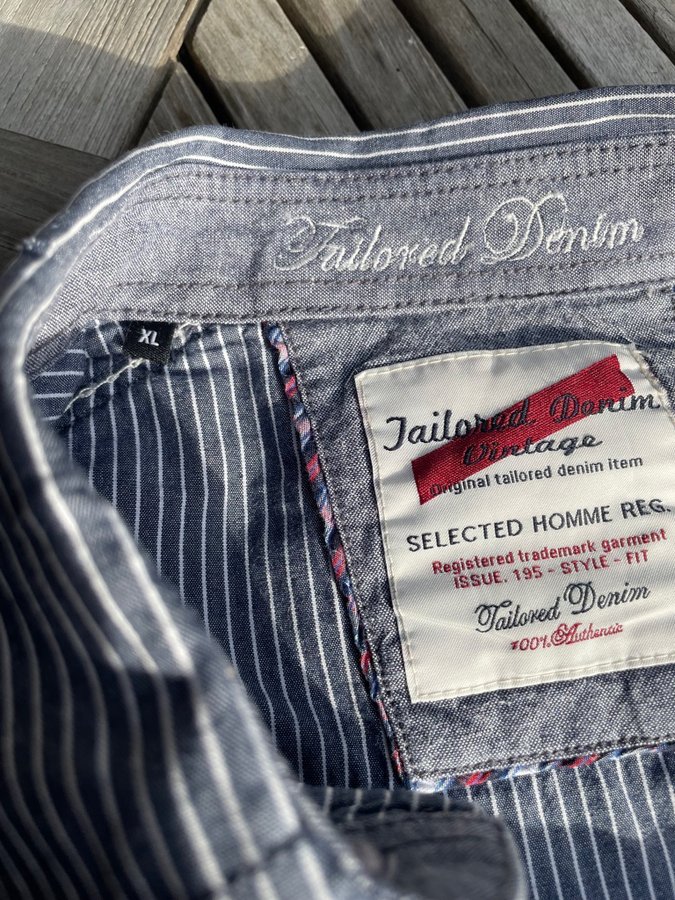 Tailored Denim
XL
Tailored Denim
Vintage
Original tailored denim item
SELECTED HOMME REG.
Registered trademark garment
ISSUE. 195 - STYLE - FIT
Tailored Denim
100% Authentic